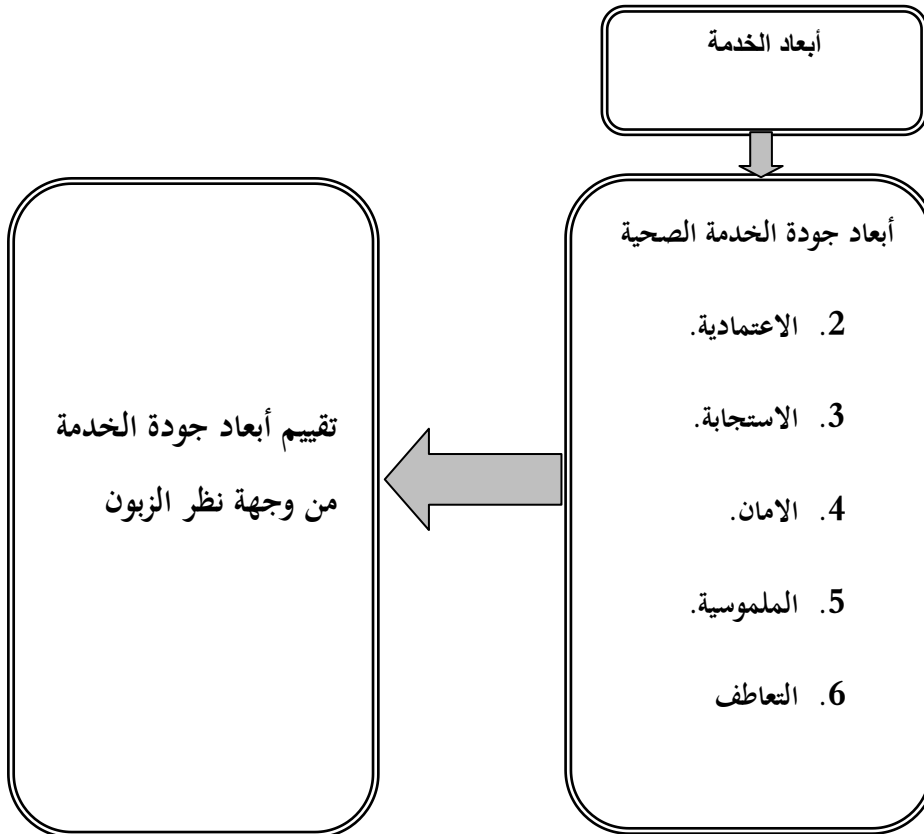 أبعاد الخدمة
أبعاد جودة الخدمة الصحية
2. الاعتمادية.
3. الاستجابة.
4. الامان.
5. الملموسية.
6. التعاطف
تقييم أبعاد جودة الخدمة
من وجهة نظر الزبون